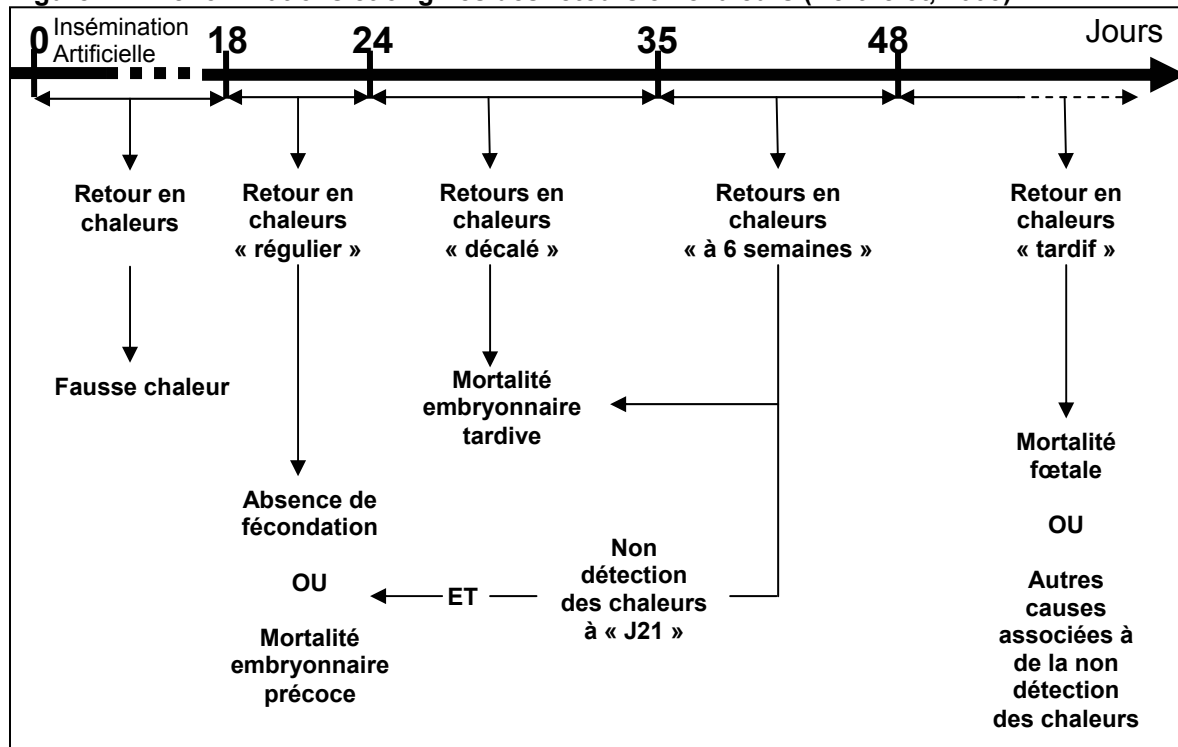 0 Insémination
Artificielle
18
24
35
48
Jours
Retour en
chaleurs
Retour en
chaleurs
« régulier »
Retours en
chaleurs
« décalé »
Retours en
chaleurs
« à 6 semaines »
Retour en
chaleurs
« tardif »
Fausse chaleur
Mortalité
embryonnaire
tardive
Absence de
fécondation
OU
Mortalité
embryonnaire
précoce
ET
Non
détection
des chaleurs
à « J21 »
Mortalité
fœtale
OU
Autres
causes
associées à
de la non
détection
des chaleurs